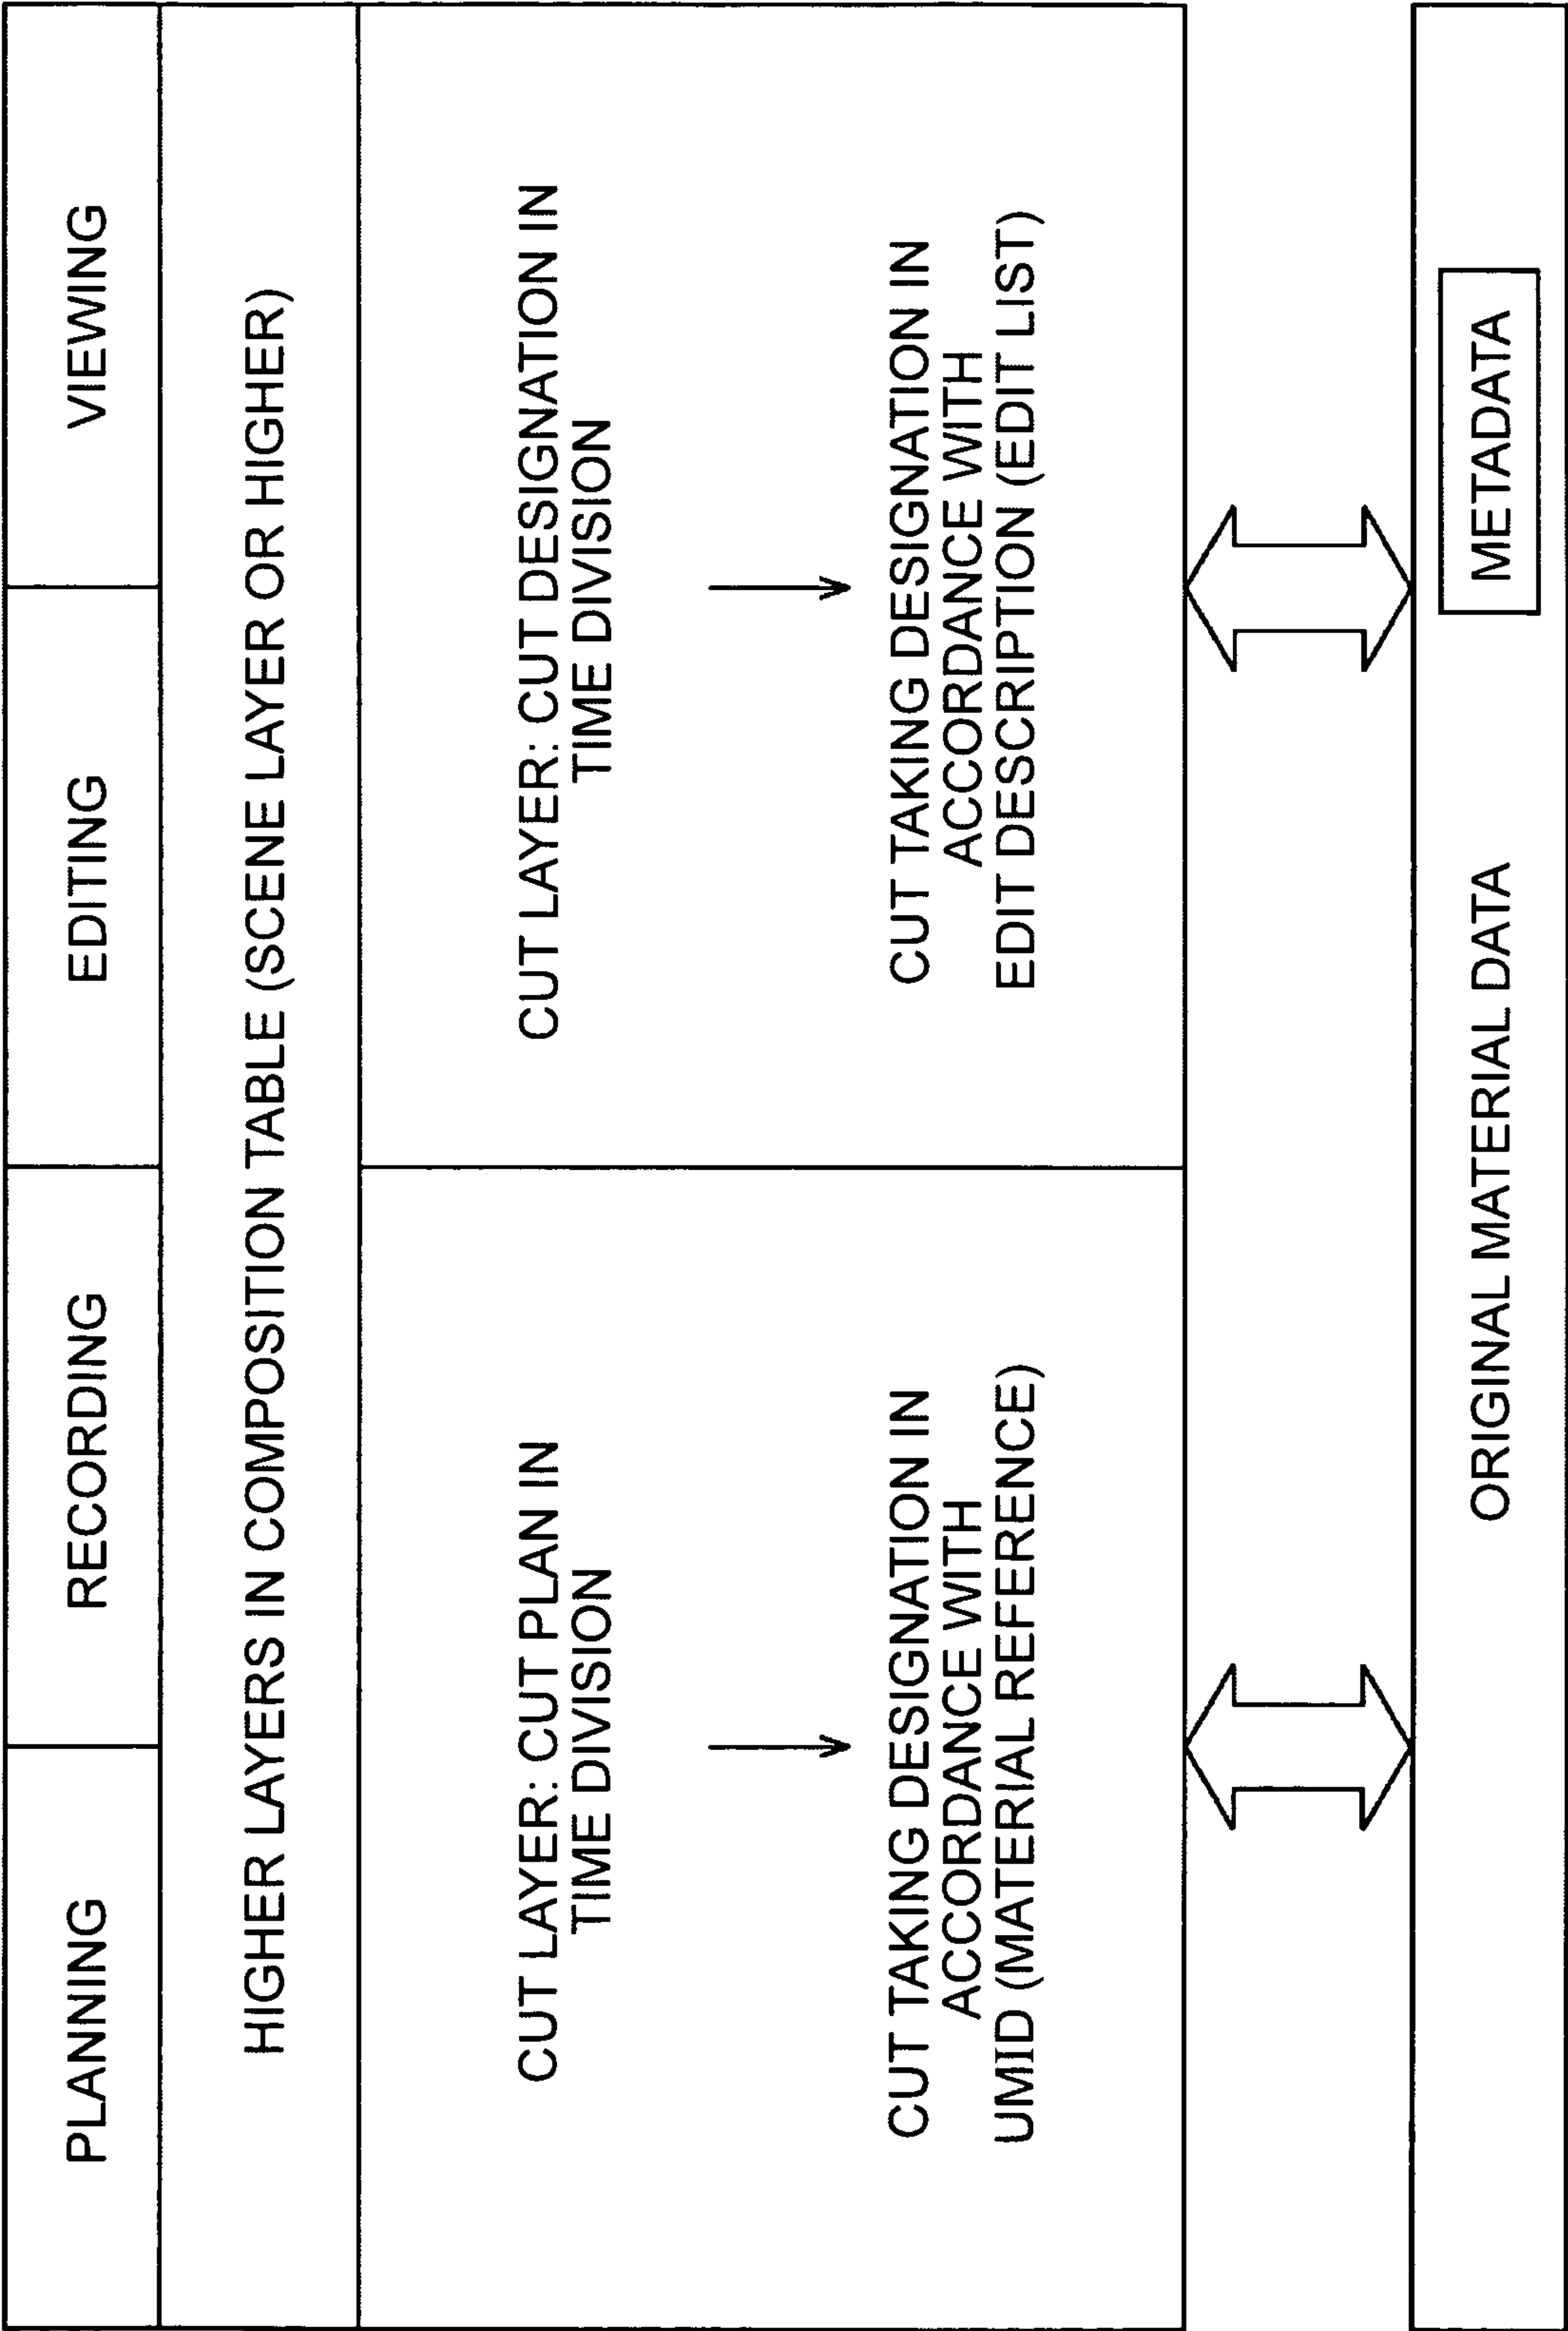 PLANNING
RECORDING
EDITING
VIEWING
HIGHER LAYERS IN COMPOSITION TABLE (SCENE LAYER OR HIGHER)
CUT LAYER: CUT PLAN IN
TIME DIVISION
CUT TAKING DESIGNATION IN
ACCORDANCE WITH
UMID (MATERIAL REFERENCE)
CUT LAYER: CUT DESIGNATION IN
TIME DIVISION
CUT TAKING DESIGNATION IN
ACCORDANCE WITH
EDIT DESCRIPTION (EDIT LIST)
ORIGINAL MATERIAL DATA
METADATA